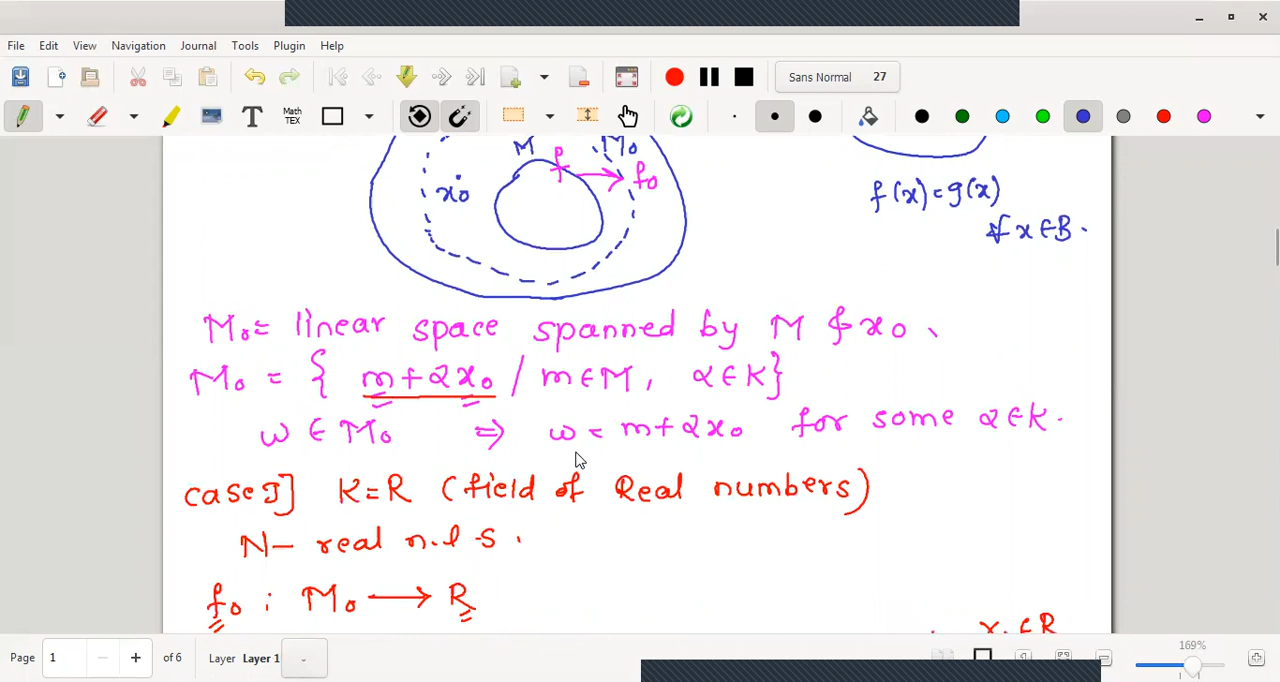 File Edit View Navigation Journal Tools Plugin Help
Sans Normal 27
T Math TEX
M f M₀
x₀ f₀
f(x) = g(x)
∀ x ∈ B.
M₀ = linear space spanned by M & x₀.
M₀ = { m + αx₀ / m ∈ M, α ∈ K}
ω ∈ M₀ ⇒ ω = m + αx₀ for some α ∈ K.
case I] K = R (field of Real numbers)
N – real n.l.s.
f₀ : M₀ ⟶ R
Page 1 of 6 Layer Layer 1 169%